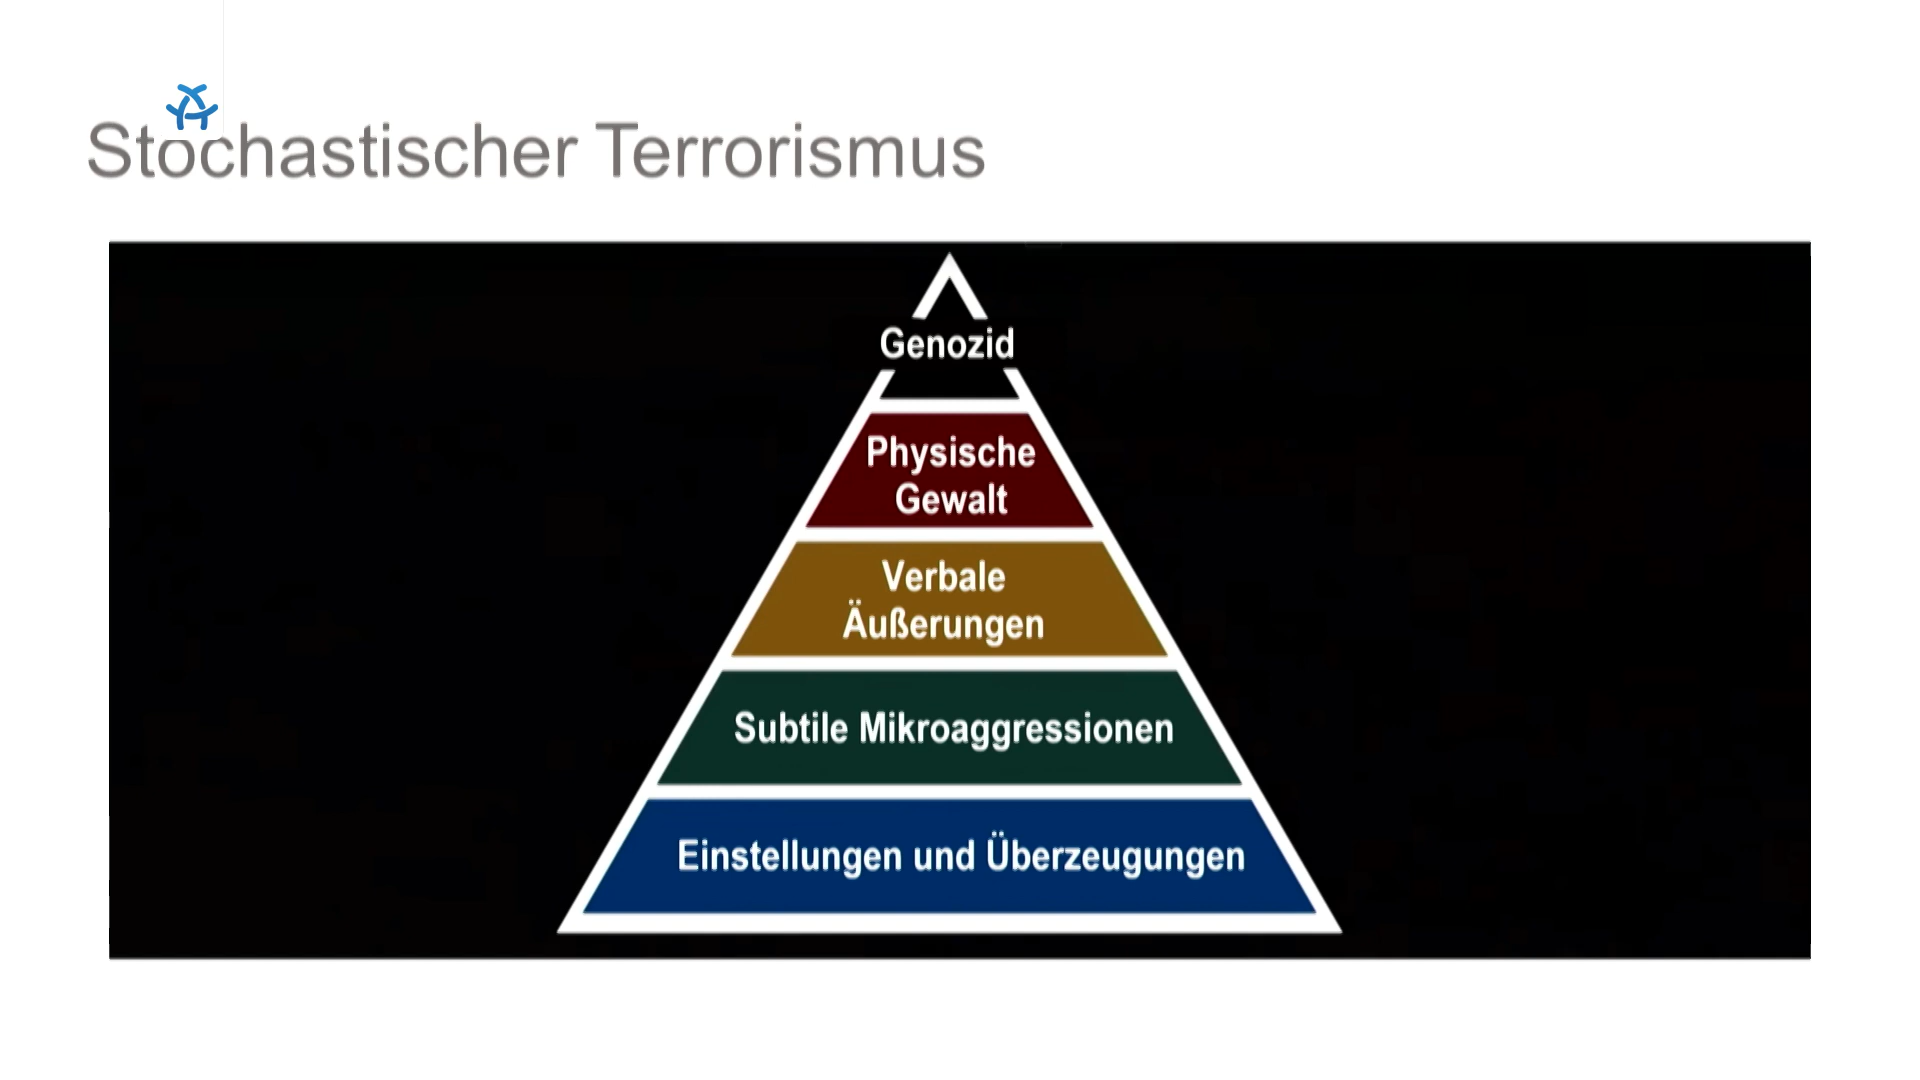 Stochastischer Terrorismus
Genozid
Physische
Gewalt
Verbale
Äußerungen
Subtile Mikroaggressionen
Einstellungen und Überzeugungen